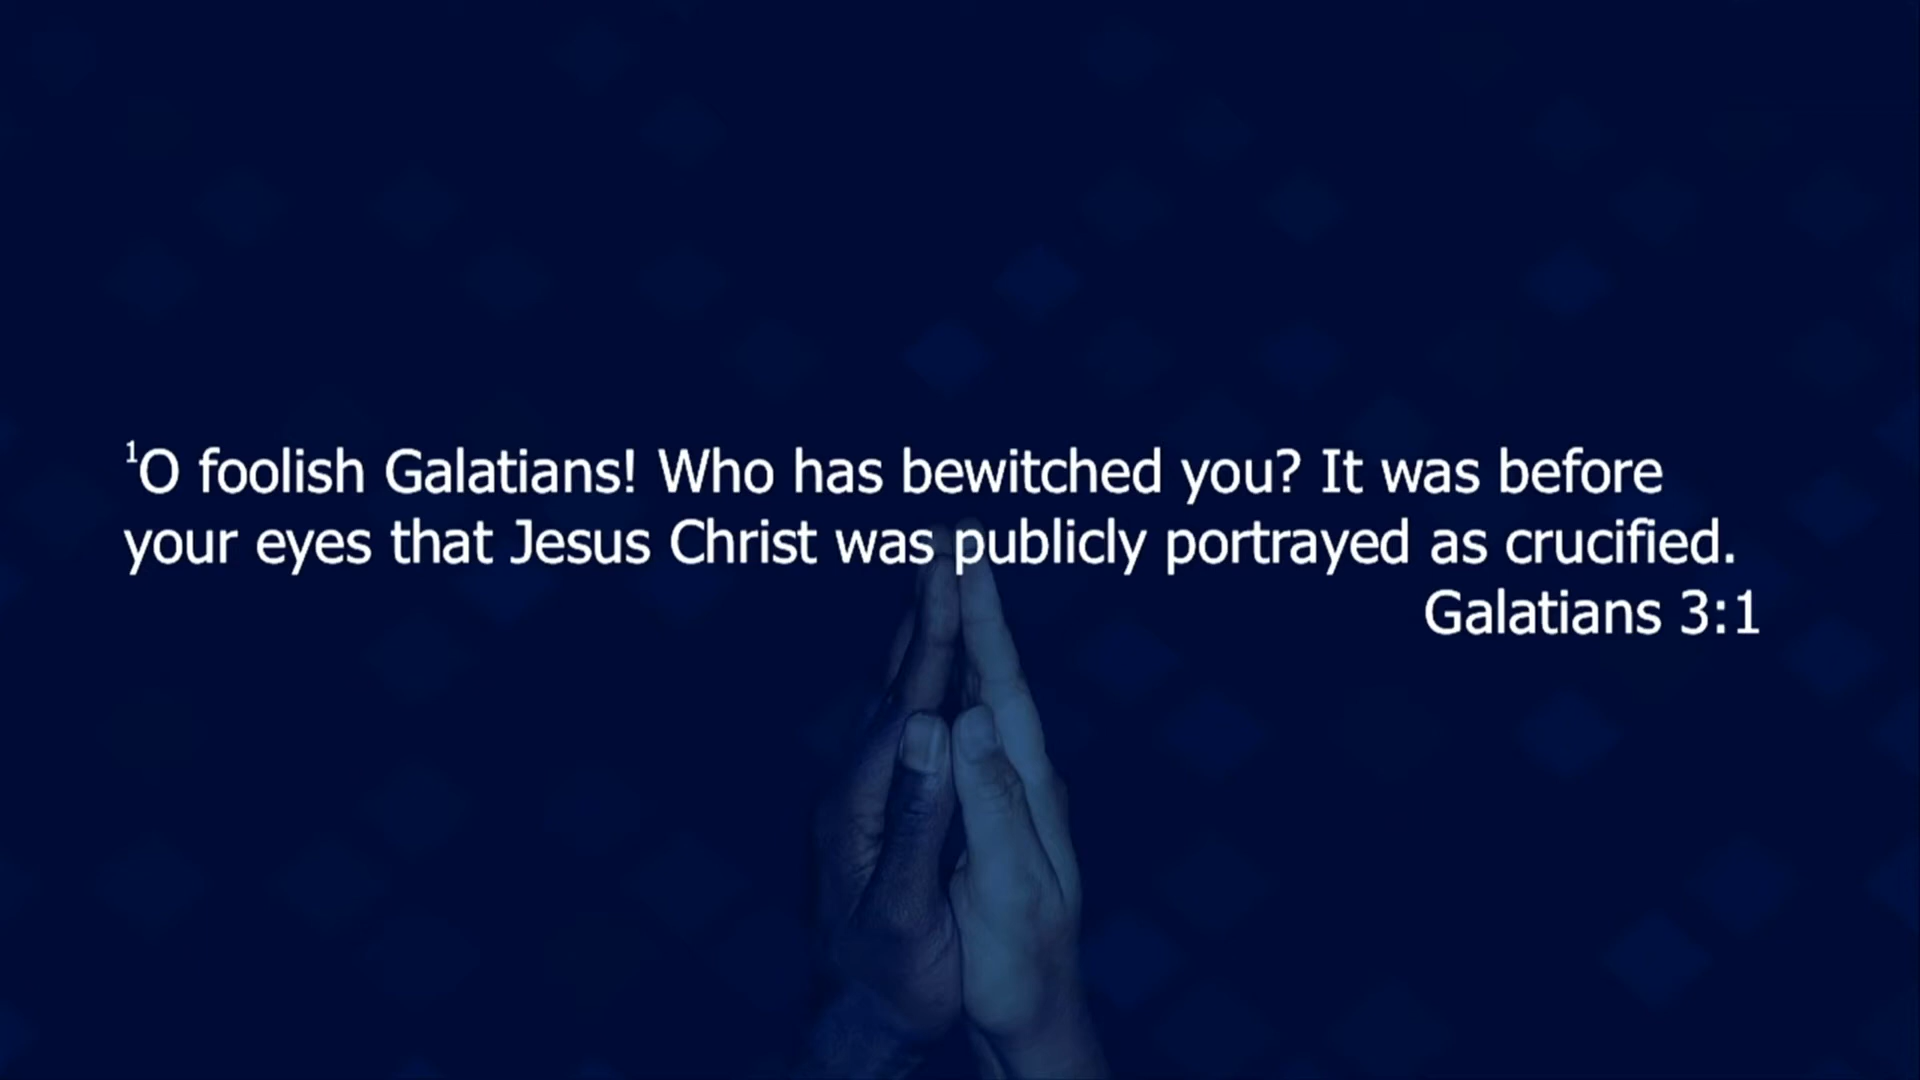 ¹O foolish Galatians! Who has bewitched you? It was before
your eyes that Jesus Christ was publicly portrayed as crucified.
Galatians 3:1